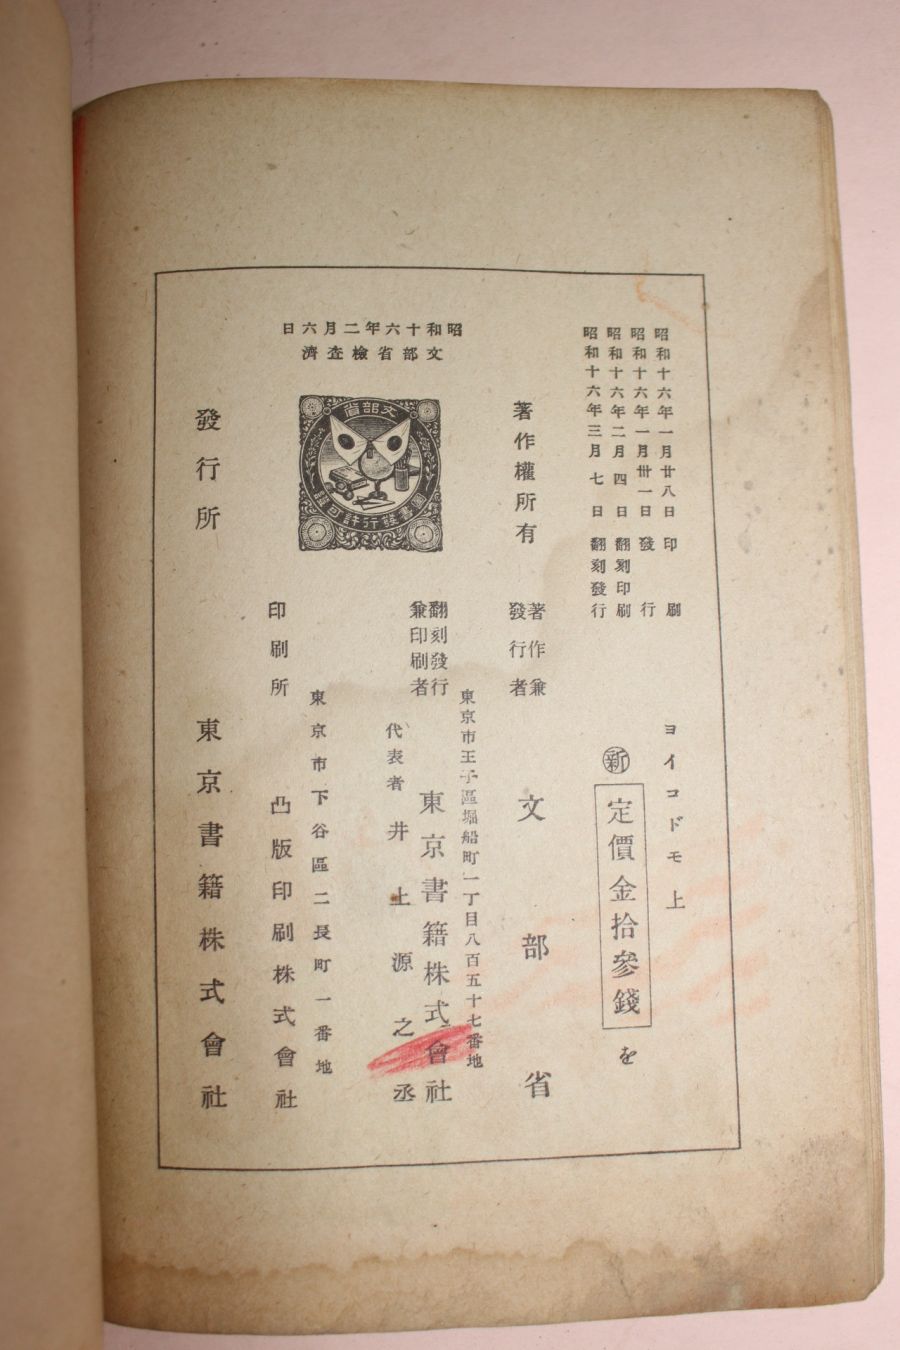 昭和十六年一月廿八日印刷
昭和十六年一月卅一日發行
昭和十六年二月四日翻刻印刷
昭和十六年三月七日翻刻發行
ヨイコドモ 上
新 定價金拾參錢
を
著作權所有
著作兼
發行者
文部省
昭和十六年二月六日
文部省檢查濟
文部省
圖書發行許可證
東京市王子區堀船町一丁目八百五十七番地
翻刻發行
兼印刷者
東京書籍株式會社
代表者 井上源之丞
東京市下谷區二長町一番地
印刷所 凸版印刷株式會社
發行所 東京書籍株式會社